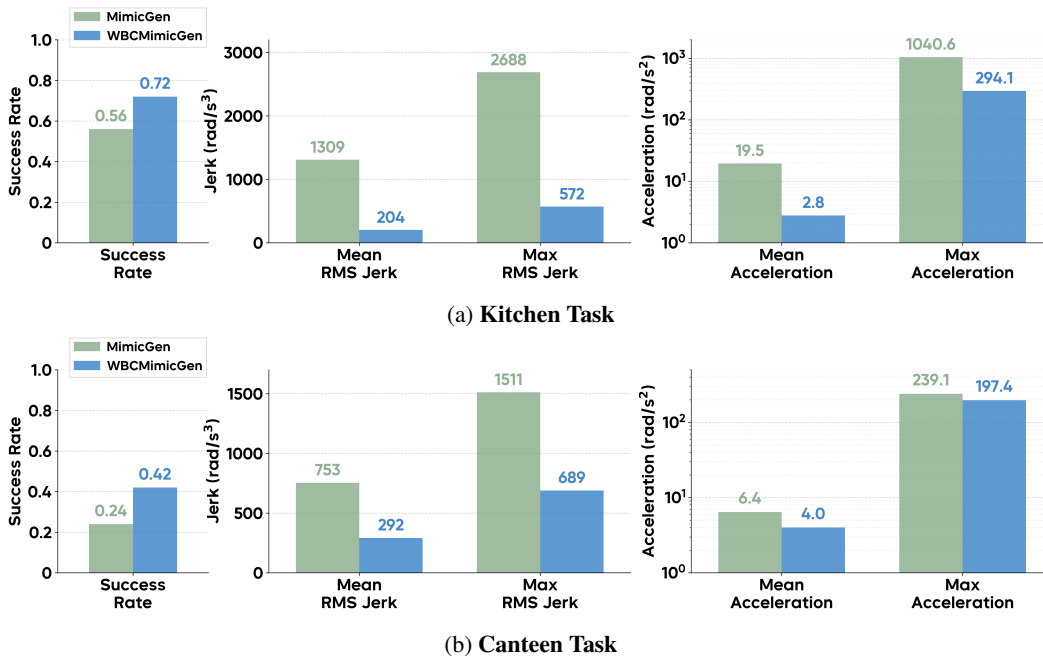 MimicGen
WBCMimicGen
Success Rate
1.0
0.8
0.6
0.4
0.2
0
0.56
0.72
Success
Rate
Jerk (rad/s³)
3000
2000
1000
0
1309
204
2688
572
Mean
RMS Jerk
Max
RMS Jerk
Acceleration (rad/s²)
10³
10²
10¹
10⁰
19.5
2.8
1040.6
294.1
Mean
Acceleration
Max
Acceleration
(a) Kitchen Task
MimicGen
WBCMimicGen
Success Rate
1.0
0.8
0.6
0.4
0.2
0
0.24
0.42
Success
Rate
Jerk (rad/s³)
1500
1000
500
0
753
292
1511
689
Mean
RMS Jerk
Max
RMS Jerk
Acceleration (rad/s²)
10²
10¹
10⁰
6.4
4.0
239.1
197.4
Mean
Acceleration
Max
Acceleration
(b) Canteen Task